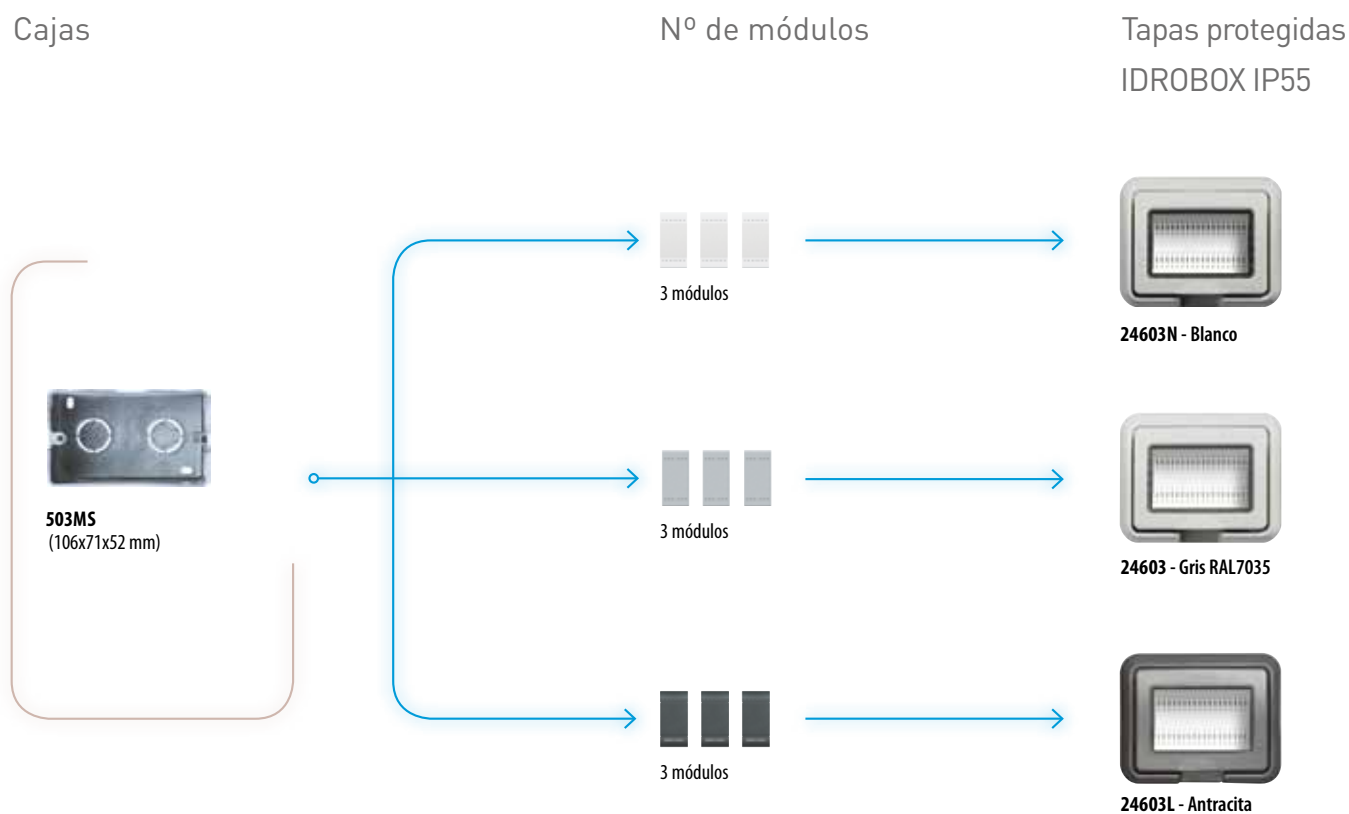 Cajas
Nº de módulos
Tapas protegidas
IDROBOX IP55
3 módulos
24603N - Blanco
503MS
(106x71x52 mm)
3 módulos
24603 - Gris RAL7035
3 módulos
24603L - Antracita